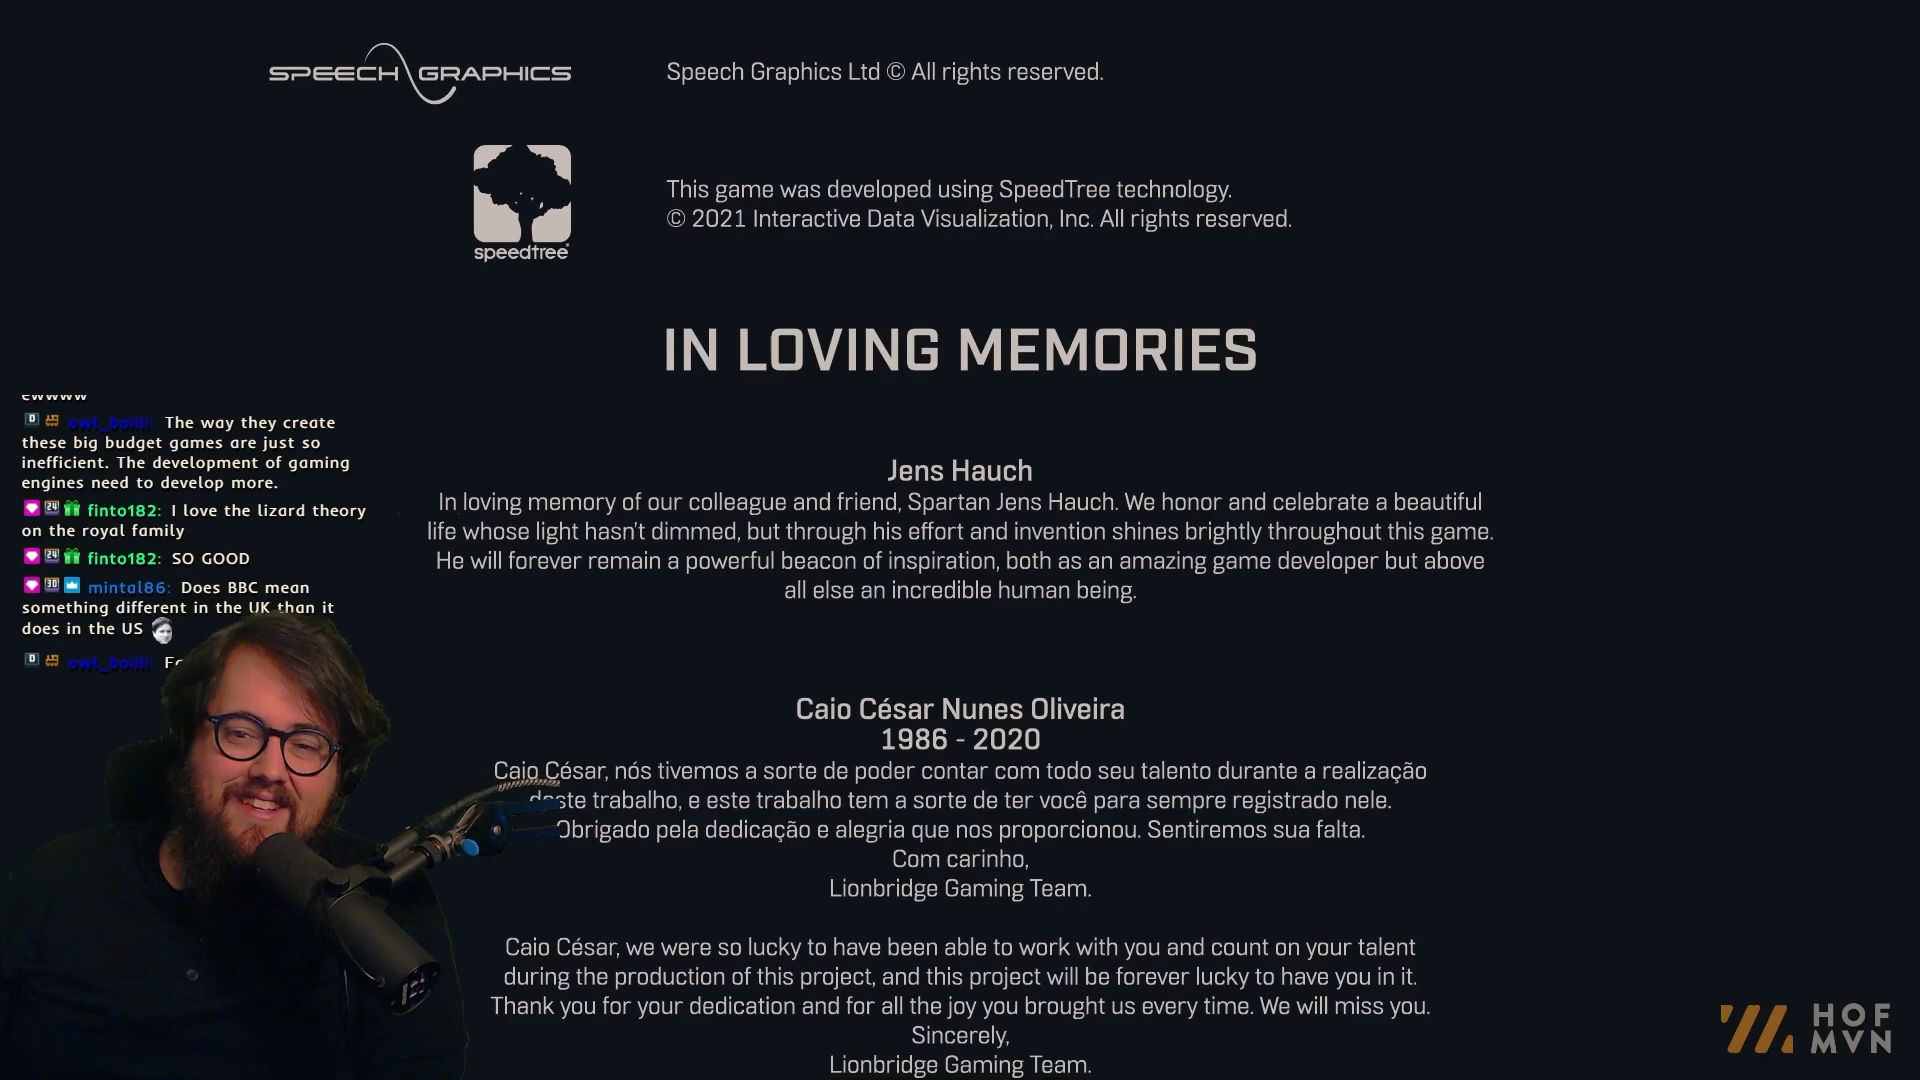 SPEECH GRAPHICS
Speech Graphics Ltd © All rights reserved.
speedtree
This game was developed using SpeedTree technology.
© 2021 Interactive Data Visualization, Inc. All rights reserved.
IN LOVING MEMORIES
Jens Hauch
In loving memory of our colleague and friend, Spartan Jens Hauch. We honor and celebrate a beautiful
life whose light hasn't dimmed, but through his effort and invention shines brightly throughout this game.
He will forever remain a powerful beacon of inspiration, both as an amazing game developer but above
all else an incredible human being.
Caio César Nunes Oliveira
1986 - 2020
Caio César, nós tivemos a sorte de poder contar com todo seu talento durante a realização
deste trabalho, e este trabalho tem a sorte de ter você para sempre registrado nele.
Obrigado pela dedicação e alegria que nos proporcionou. Sentiremos sua falta.
Com carinho,
Lionbridge Gaming Team.
Caio César, we were so lucky to have been able to work with you and count on your talent
during the production of this project, and this project will be forever lucky to have you in it.
Thank you for your dedication and for all the joy you brought us every time. We will miss you.
Sincerely,
Lionbridge Gaming Team.
ewwww
The way they create
these big budget games are just so
inefficient. The development of gaming
engines need to develop more.
finto182: I love the lizard theory
on the royal family
finto182: SO GOOD
mintal86: Does BBC mean
something different in the UK than it
does in the US
HOF
MVN